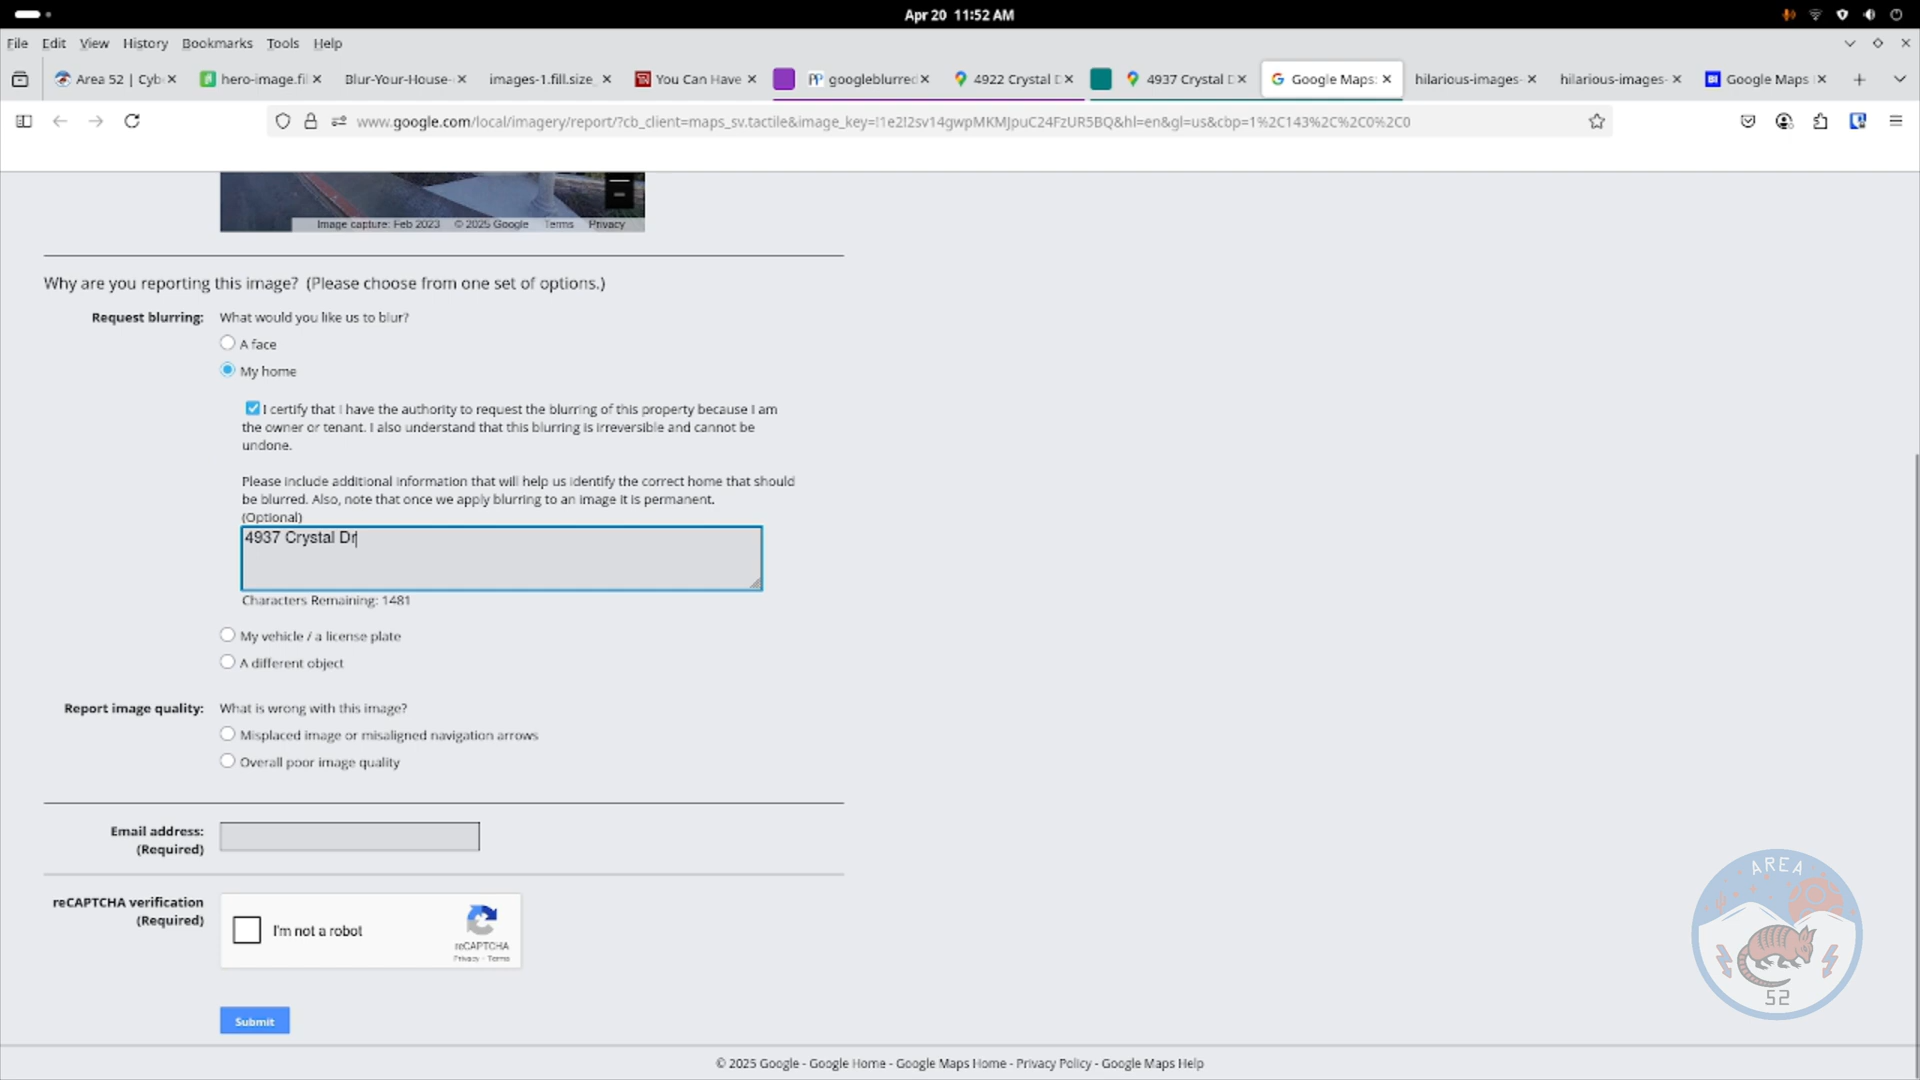 Apr 20 11:52 AM
File Edit View History Bookmarks Tools Help
Area 52 | Cyb
hero-image.fil
Blur-Your-House-
images-1.fill.size_
You Can Have
googleblurred
4922 Crystal D
4937 Crystal D
Google Maps:
hilarious-images-
hilarious-images-
BI Google Maps
www.google.com/local/imagery/report/?cb_client=maps_sv.tactile&image_key=!1e2!2sv14gwpMKMJpuC24FzUR5BQ&hl=en&gl=us&cbp=1%2C143%2C%2C0%2C0
Image capture: Feb 2023 © 2025 Google Terms Privacy
Why are you reporting this image? (Please choose from one set of options.)
Request blurring: What would you like us to blur?
A face
My home
I certify that I have the authority to request the blurring of this property because I am
the owner or tenant. I also understand that this blurring is irreversible and cannot be
undone.
Please include additional information that will help us identify the correct home that should
be blurred. Also, note that once we apply blurring to an image it is permanent.
(Optional)
4937 Crystal Dr
Characters Remaining: 1481
My vehicle / a license plate
A different object
Report image quality: What is wrong with this image?
Misplaced image or misaligned navigation arrows
Overall poor image quality
Email address:
(Required)
reCAPTCHA verification
(Required)
I'm not a robot
reCAPTCHA
Privacy - Terms
Submit
AREA
52
© 2025 Google - Google Home - Google Maps Home - Privacy Policy - Google Maps Help